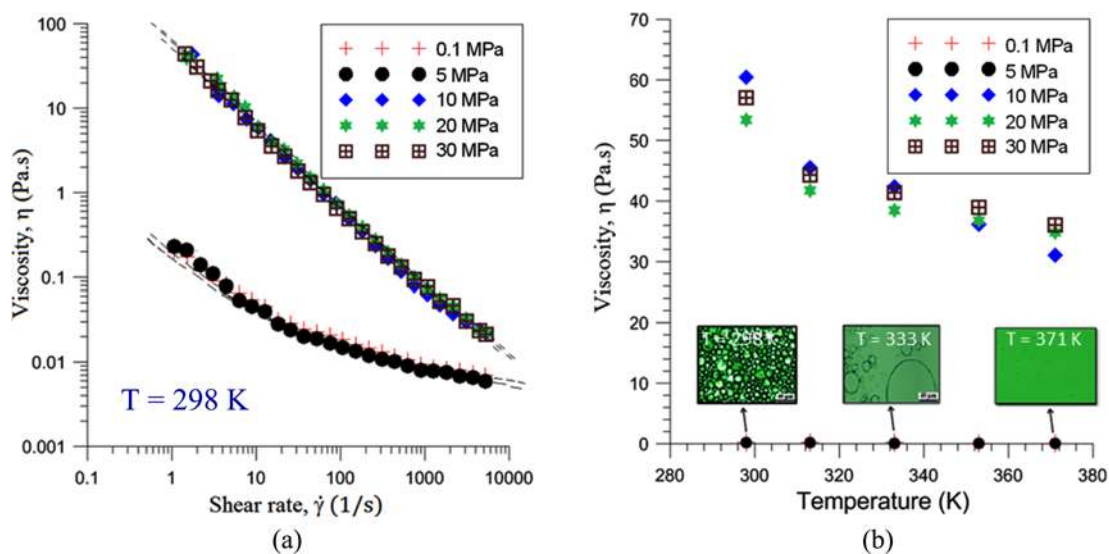 100
10
1
0.1
0.01
0.001
Viscosity, η (Pa.s)
0.1 MPa
5 MPa
10 MPa
20 MPa
30 MPa
T = 298 K
0.1
1
10
100
1000
10000
Shear rate, γ̇ (1/s)
(a)
70
60
50
40
30
20
10
0
Viscosity, η (Pa.s)
0.1 MPa
5 MPa
10 MPa
20 MPa
30 MPa
T = 298 K
T = 333 K
T = 371 K
280
300
320
340
360
380
Temperature (K)
(b)